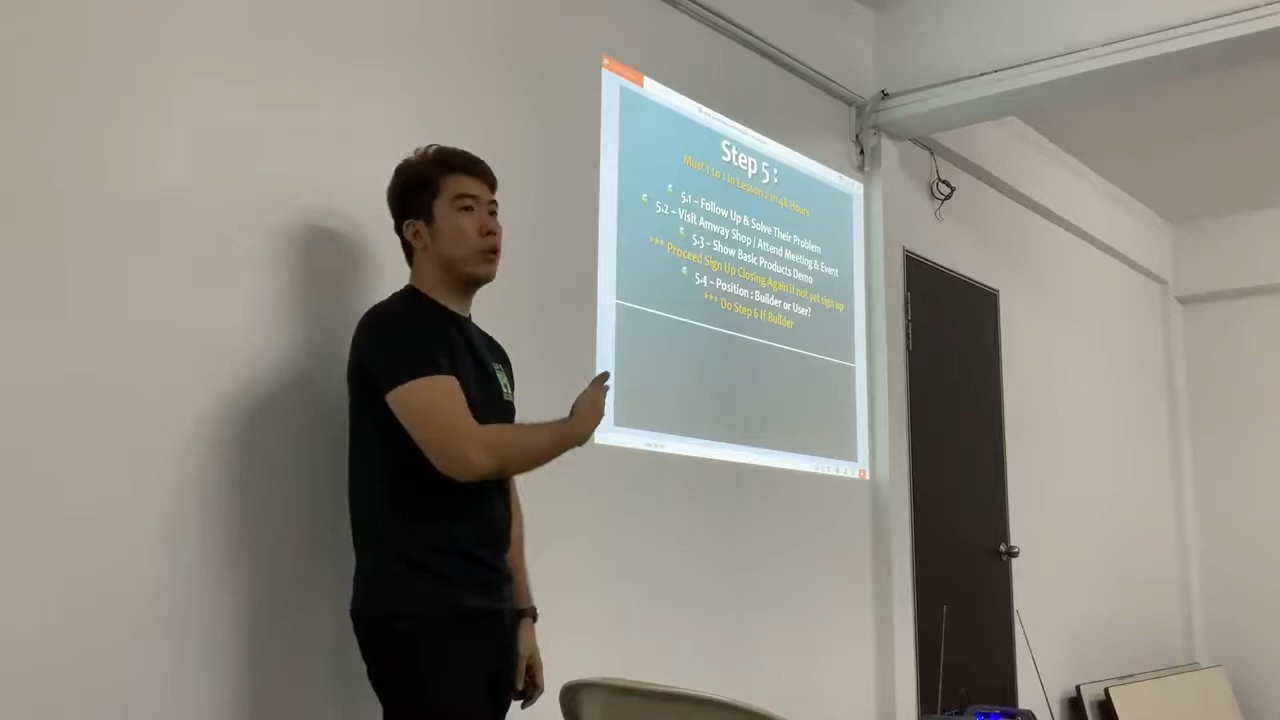 Step 5 :
Must 1 to 1 in Lesson 2 in 48 Hours
5.1 – Follow Up & Solve Their Problem
5.2 – Visit Amway Shop / Attend Meeting & Event
5.3 – Show Basic Products Demo
*** Proceed Sign Up Closing Again if not yet sign up
5.4 – Position : Builder or User?
*** Do Step 6 If Builder